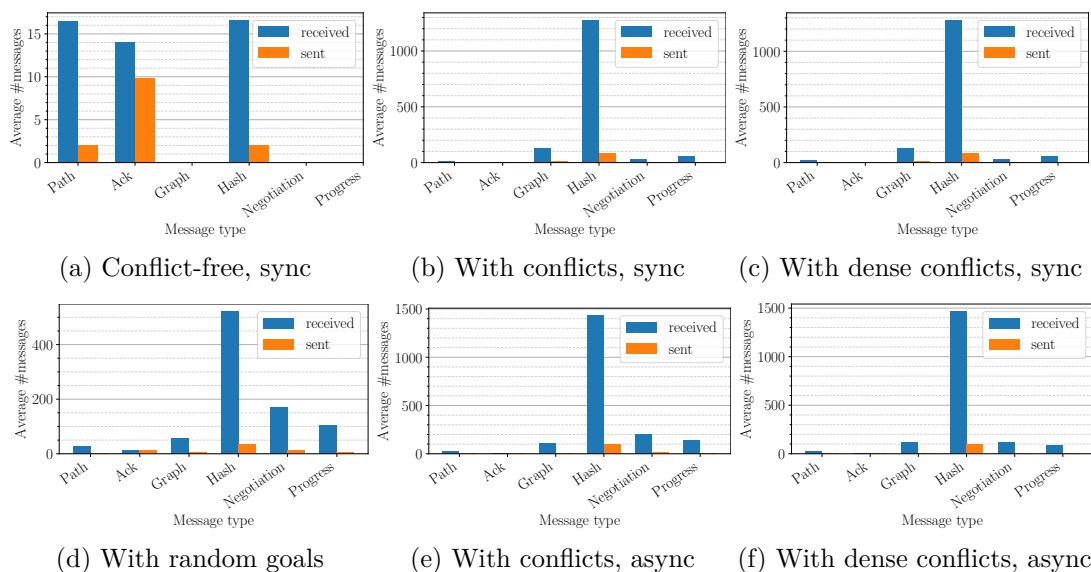 Average #messages
15
10
5
0
received
sent
Path
Ack
Graph
Hash
Negotiation
Progress
Message type
(a) Conflict-free, sync
Average #messages
1000
500
0
received
sent
Path
Ack
Graph
Hash
Negotiation
Progress
Message type
(b) With conflicts, sync
Average #messages
1000
500
0
received
sent
Path
Ack
Graph
Hash
Negotiation
Progress
Message type
(c) With dense conflicts, sync
Average #messages
400
200
0
received
sent
Path
Ack
Graph
Hash
Negotiation
Progress
Message type
(d) With random goals
Average #messages
1500
1000
500
0
received
sent
Path
Ack
Graph
Hash
Negotiation
Progress
Message type
(e) With conflicts, async
Average #messages
1500
1000
500
0
received
sent
Path
Ack
Graph
Hash
Negotiation
Progress
Message type
(f) With dense conflicts, async